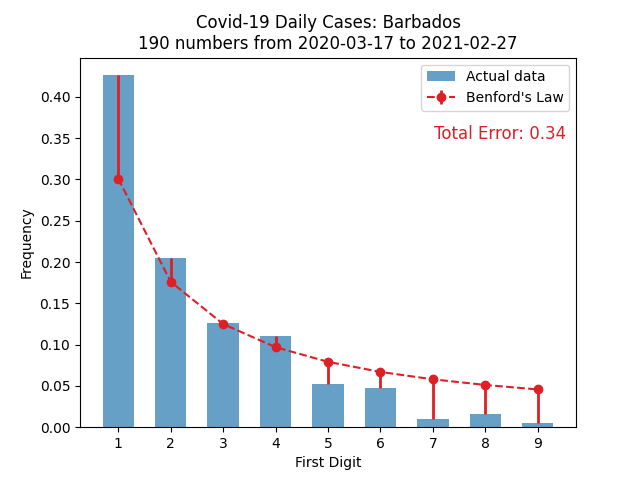 Covid-19 Daily Cases: Barbados
190 numbers from 2020-03-17 to 2021-02-27
Actual data
Benford's Law
Total Error: 0.34
0.40
0.35
0.30
0.25
0.20
0.15
0.10
0.05
0.00
Frequency
1 2 3 4 5 6 7 8 9
First Digit